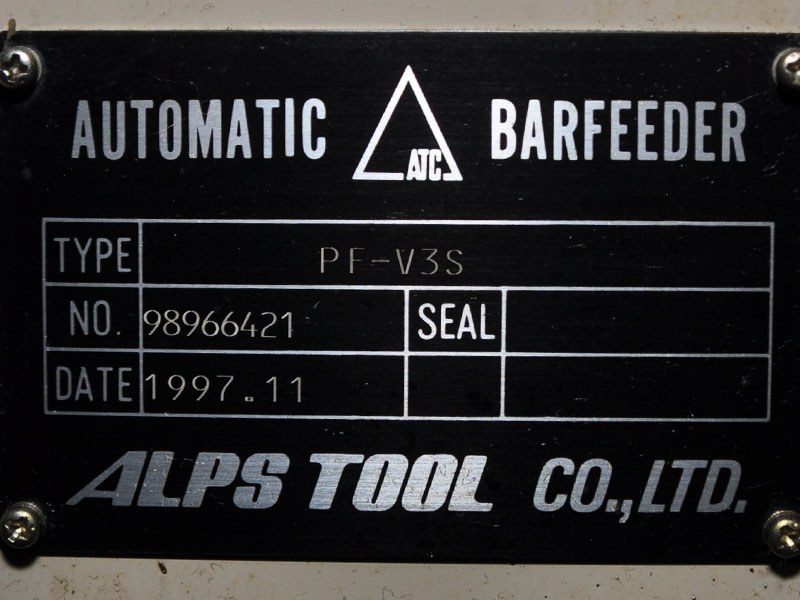 AUTOMATIC ATC BARFEEDER
TYPE PF-V3S
NO. 98966421 SEAL
DATE 1997.11
ALPS TOOL CO.,LTD.